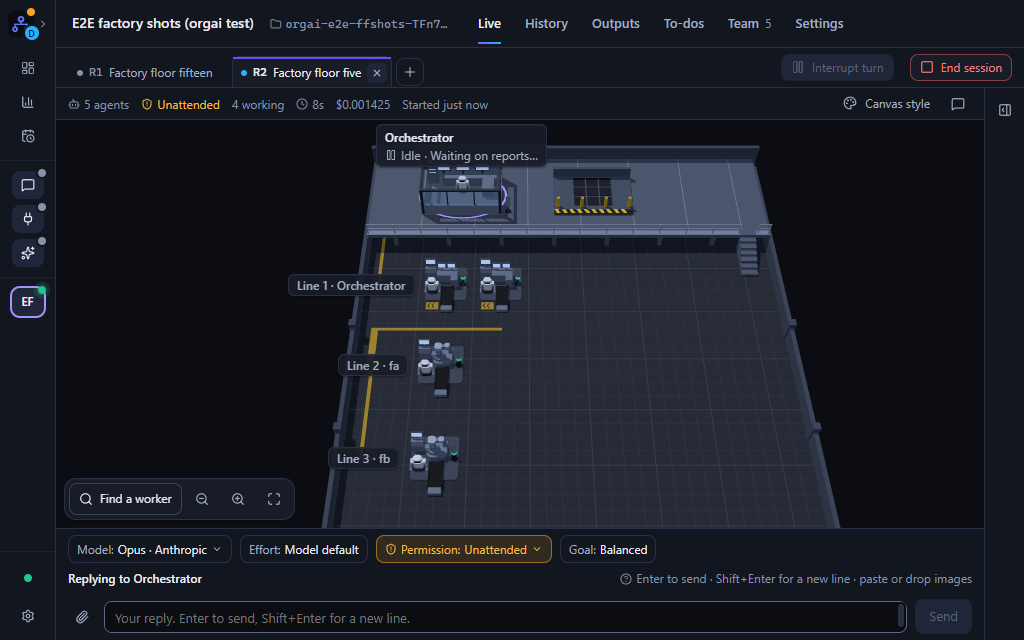 E2E factory shots (orgai test)
orgai-e2e-ffshots-TFn7…
Live
History
Outputs
To-dos
Team 5
Settings
D
R1 Factory floor fifteen
R2 Factory floor five
Interrupt turn
End session
5 agents
Unattended
4 working
8s
$0.001425
Started just now
Canvas style
Orchestrator
Idle · Waiting on reports...
Line 1 · Orchestrator
EF
Line 2 · fa
Line 3 · fb
Find a worker
Model: Opus · Anthropic
Effort: Model default
Permission: Unattended
Goal: Balanced
Replying to Orchestrator
Enter to send · Shift+Enter for a new line · paste or drop images
Your reply. Enter to send, Shift+Enter for a new line.
Send